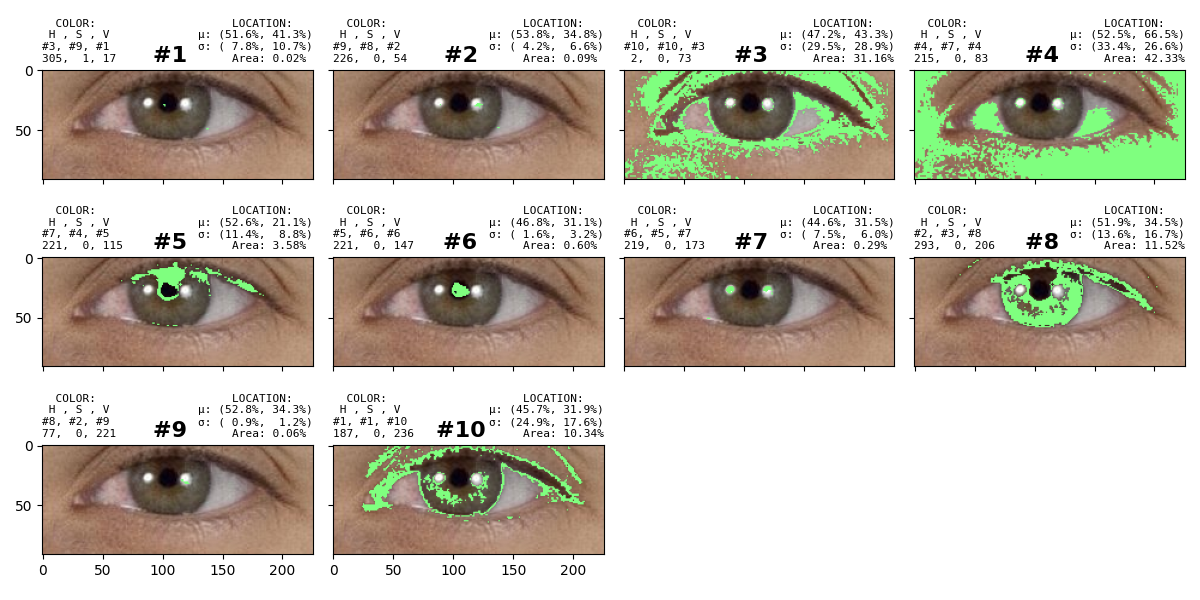 COLOR: LOCATION: COLOR: LOCATION: COLOR: LOCATION: COLOR: LOCATION:
H , S , V μ: (51.6%, 41.3%) H , S , V μ: (53.8%, 34.8%) H , S , V μ: (47.2%, 43.3%) H , S , V μ: (52.5%, 66.5%)
#3, #9, #1 #1 σ: ( 7.8%, 10.7%) #9, #8, #2 #2 σ: ( 4.2%, 6.6%) #10, #10, #3 #3 σ: (29.5%, 28.9%) #4, #7, #4 #4 σ: (33.4%, 26.6%)
305, 1, 17 Area: 0.02% 226, 0, 54 Area: 0.09% 2, 0, 73 Area: 31.16% 215, 0, 83 Area: 42.33%
0
50
COLOR: LOCATION: COLOR: LOCATION: COLOR: LOCATION: COLOR: LOCATION:
H , S , V μ: (52.6%, 21.1%) H , S , V μ: (46.8%, 31.1%) H , S , V μ: (44.6%, 31.5%) H , S , V μ: (51.9%, 34.5%)
#7, #4, #5 #5 σ: (11.4%, 8.8%) #5, #6, #6 #6 σ: ( 1.6%, 3.2%) #6, #5, #7 #7 σ: ( 7.5%, 6.0%) #2, #3, #8 #8 σ: (13.6%, 16.7%)
221, 0, 115 Area: 3.58% 221, 0, 147 Area: 0.60% 219, 0, 173 Area: 0.29% 293, 0, 206 Area: 11.52%
0
50
COLOR: LOCATION: COLOR: LOCATION:
H , S , V μ: (52.8%, 34.3%) H , S , V μ: (45.7%, 31.9%)
#8, #2, #9 #9 σ: ( 0.9%, 1.2%) #1, #1, #10 #10 σ: (24.9%, 17.6%)
77, 0, 221 Area: 0.06% 187, 0, 236 Area: 10.34%
0
50
0 50 100 150 200 0 50 100 150 200